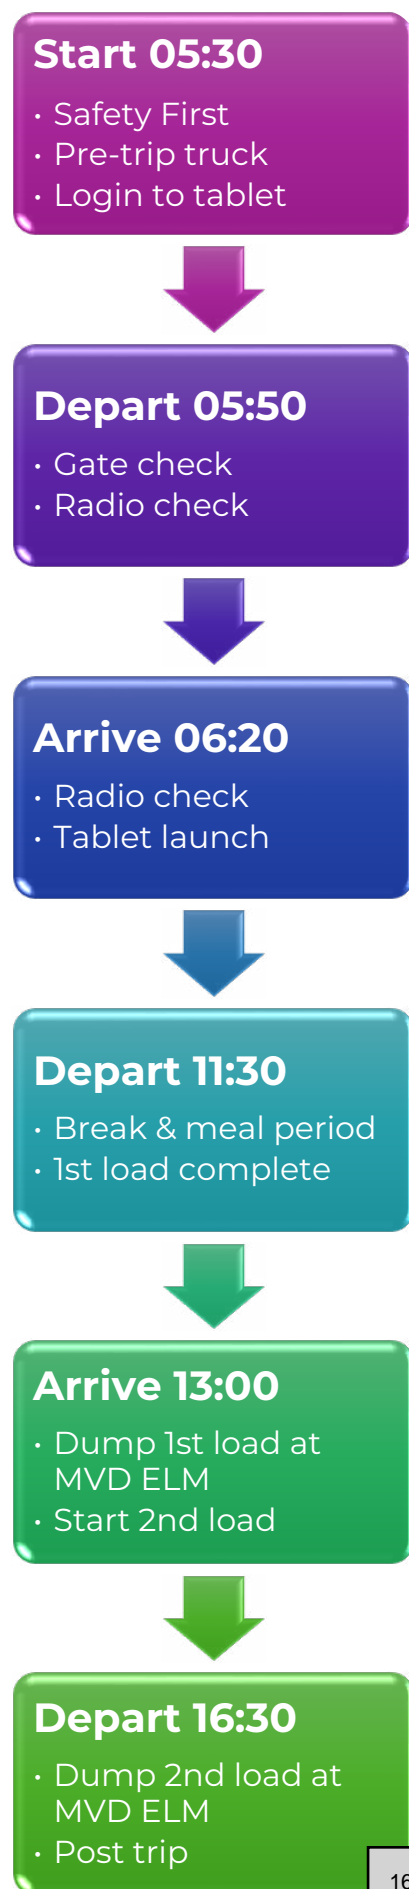 Start 05:30
• Safety First
• Pre-trip truck
• Login to tablet
Depart 05:50
• Gate check
• Radio check
Arrive 06:20
• Radio check
• Tablet launch
Depart 11:30
• Break & meal period
• 1st load complete
Arrive 13:00
• Dump 1st load at
MVD ELM
• Start 2nd load
Depart 16:30
• Dump 2nd load at
MVD ELM
• Post trip
16